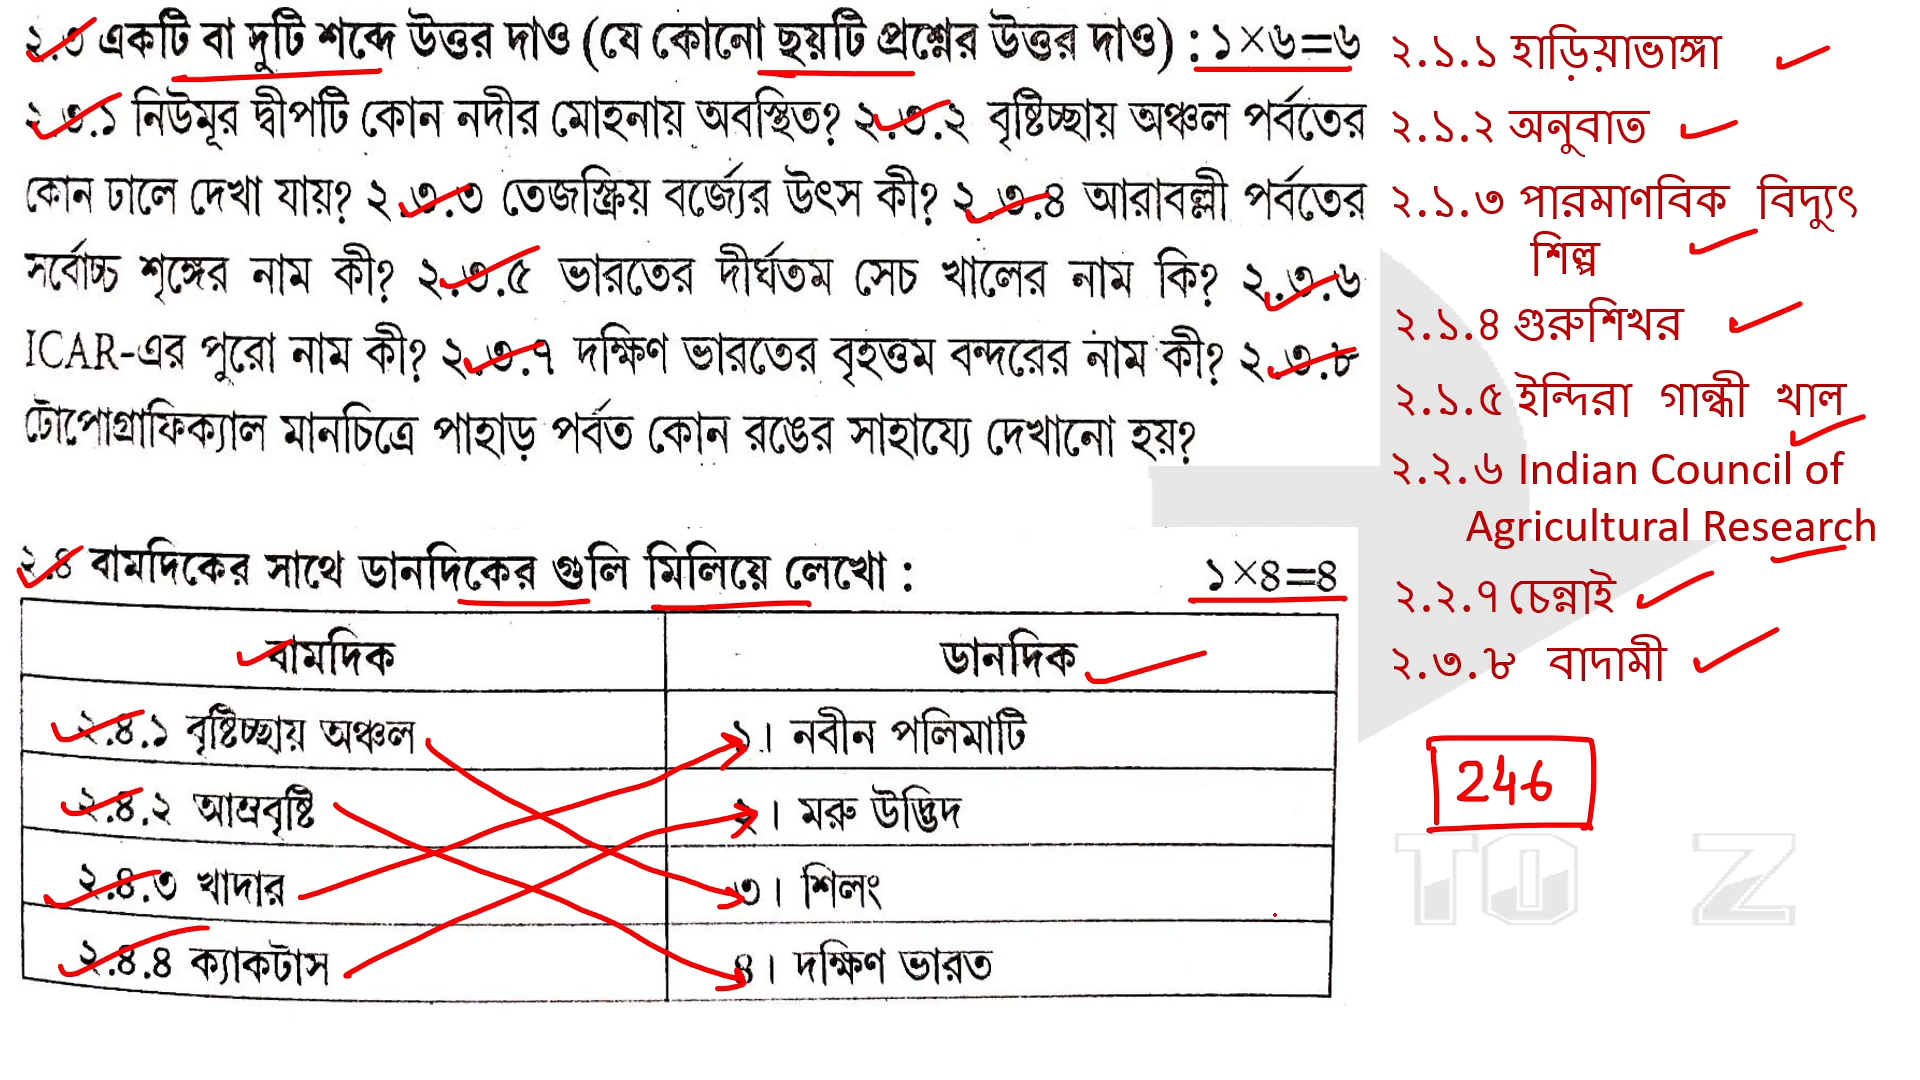 ২.৩ একটি বা দুটি শব্দে উত্তর দাও (যে কোনো ছয়টি প্রশ্নের উত্তর দাও) : ১×৬=৬
২.৩.১ নিউমূর দ্বীপটি কোন নদীর মোহনায় অবস্থিত? ২.৩.২ বৃষ্টিচ্ছায় অঞ্চল পর্বতের
কোন ঢালে দেখা যায়? ২.৩.৩ তেজস্ক্রিয় বর্জ্যের উৎস কী? ২.৩.৪ আরাবল্লী পর্বতের
সর্বোচ্চ শৃঙ্গের নাম কী? ২.৩.৫ ভারতের দীর্ঘতম সেচ খালের নাম কি? ২.৩.৬
ICAR-এর পুরো নাম কী? ২.৩.৭ দক্ষিণ ভারতের বৃহত্তম বন্দরের নাম কী? ২.৩.৮
টোপোগ্রাফিক্যাল মানচিত্রে পাহাড় পর্বত কোন রঙের সাহায্যে দেখানো হয়?
২.৪ বামদিকের সাথে ডানদিকের গুলি মিলিয়ে লেখো : ১×৪=৪
বামদিক ডানদিক
২.৪.১ বৃষ্টিচ্ছায় অঞ্চল ১। নবীন পলিমাটি
২.৪.২ আম্রবৃষ্টি ২। মরু উদ্ভিদ
২.৪.৩ খাদার ৩। শিলং
২.৪.৪ ক্যাকটাস ৪। দক্ষিণ ভারত
২.১.১ হাড়িয়াভাঙ্গা
২.১.২ অনুবাত
২.১.৩ পারমাণবিক বিদ্যুৎ
শিল্প
২.১.৪ গুরুশিখর
২.১.৫ ইন্দিরা গান্ধী খাল
২.২.৬ Indian Council of
Agricultural Research
২.২.৭ চেন্নাই
২.৩.৮ বাদামী
246
TO Z